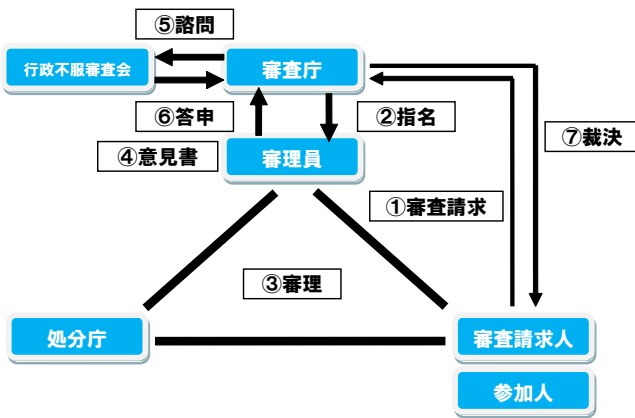 ⑤諮問
行政不服審査会
審査庁
⑥答申
②指名
④意見書
審理員
⑦裁決
①審査請求
③審理
処分庁
審査請求人
参加人